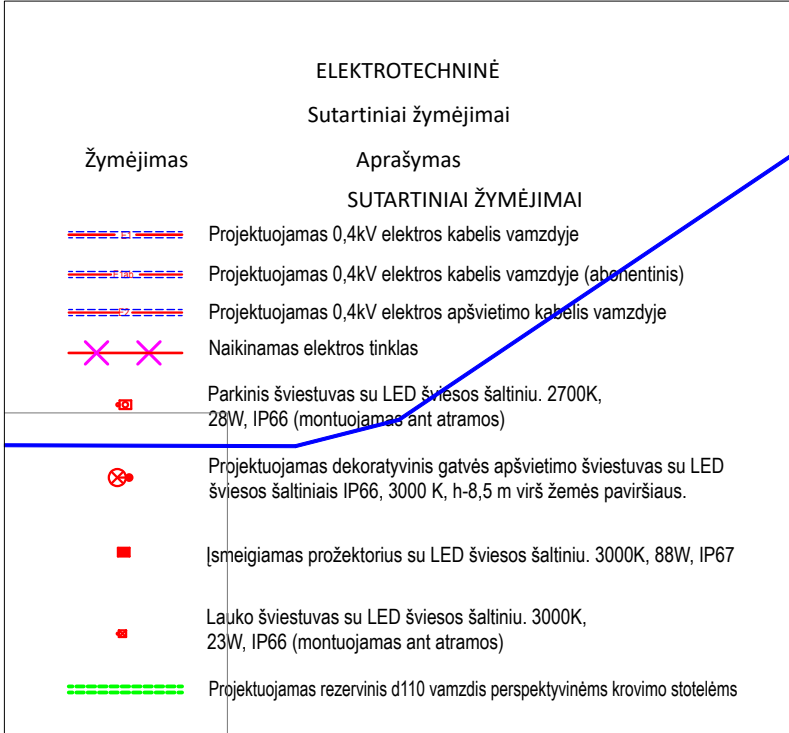 ELEKTROTECHNINĖ
Sutartiniai žymėjimai
Žymėjimas Aprašymas
SUTARTINIAI ŽYMĖJIMAI
E1 Projektuojamas 0,4kV elektros kabelis vamzdyje
Projektuojamas 0,4kV elektros kabelis vamzdyje (abonentinis)
E2 Projektuojamas 0,4kV elektros apšvietimo kabelis vamzdyje
Naikinamas elektros tinklas
Parkinis šviestuvas su LED šviesos šaltiniu. 2700K,
28W, IP66 (montuojamas ant atramos)
Projektuojamas dekoratyvinis gatvės apšvietimo šviestuvas su LED
šviesos šaltiniais IP66, 3000 K, h-8,5 m virš žemės paviršiaus.
Įsmeigiamas prožektorius su LED šviesos šaltiniu. 3000K, 88W, IP67
Lauko šviestuvas su LED šviesos šaltiniu. 3000K,
23W, IP66 (montuojamas ant atramos)
Projektuojamas rezervinis d110 vamzdis perspektyvinėms krovimo stotelėms